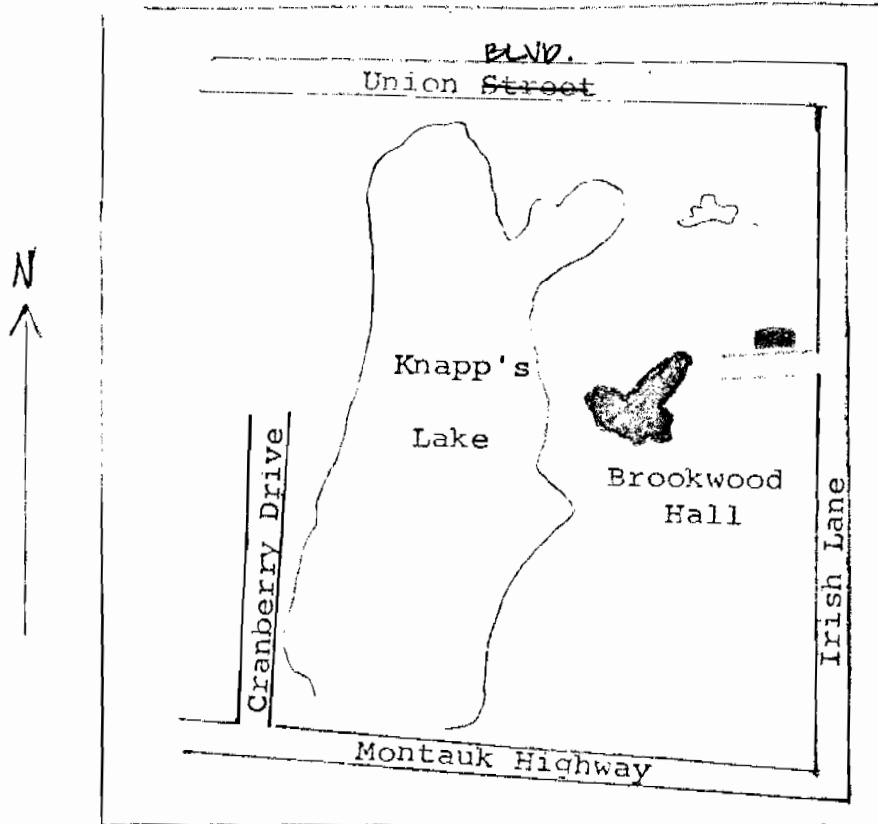 BLVD.
Union Street
N
Knapp's
Lake
Brookwood
Hall
Cranberry Drive
Irish Lane
Montauk Highway